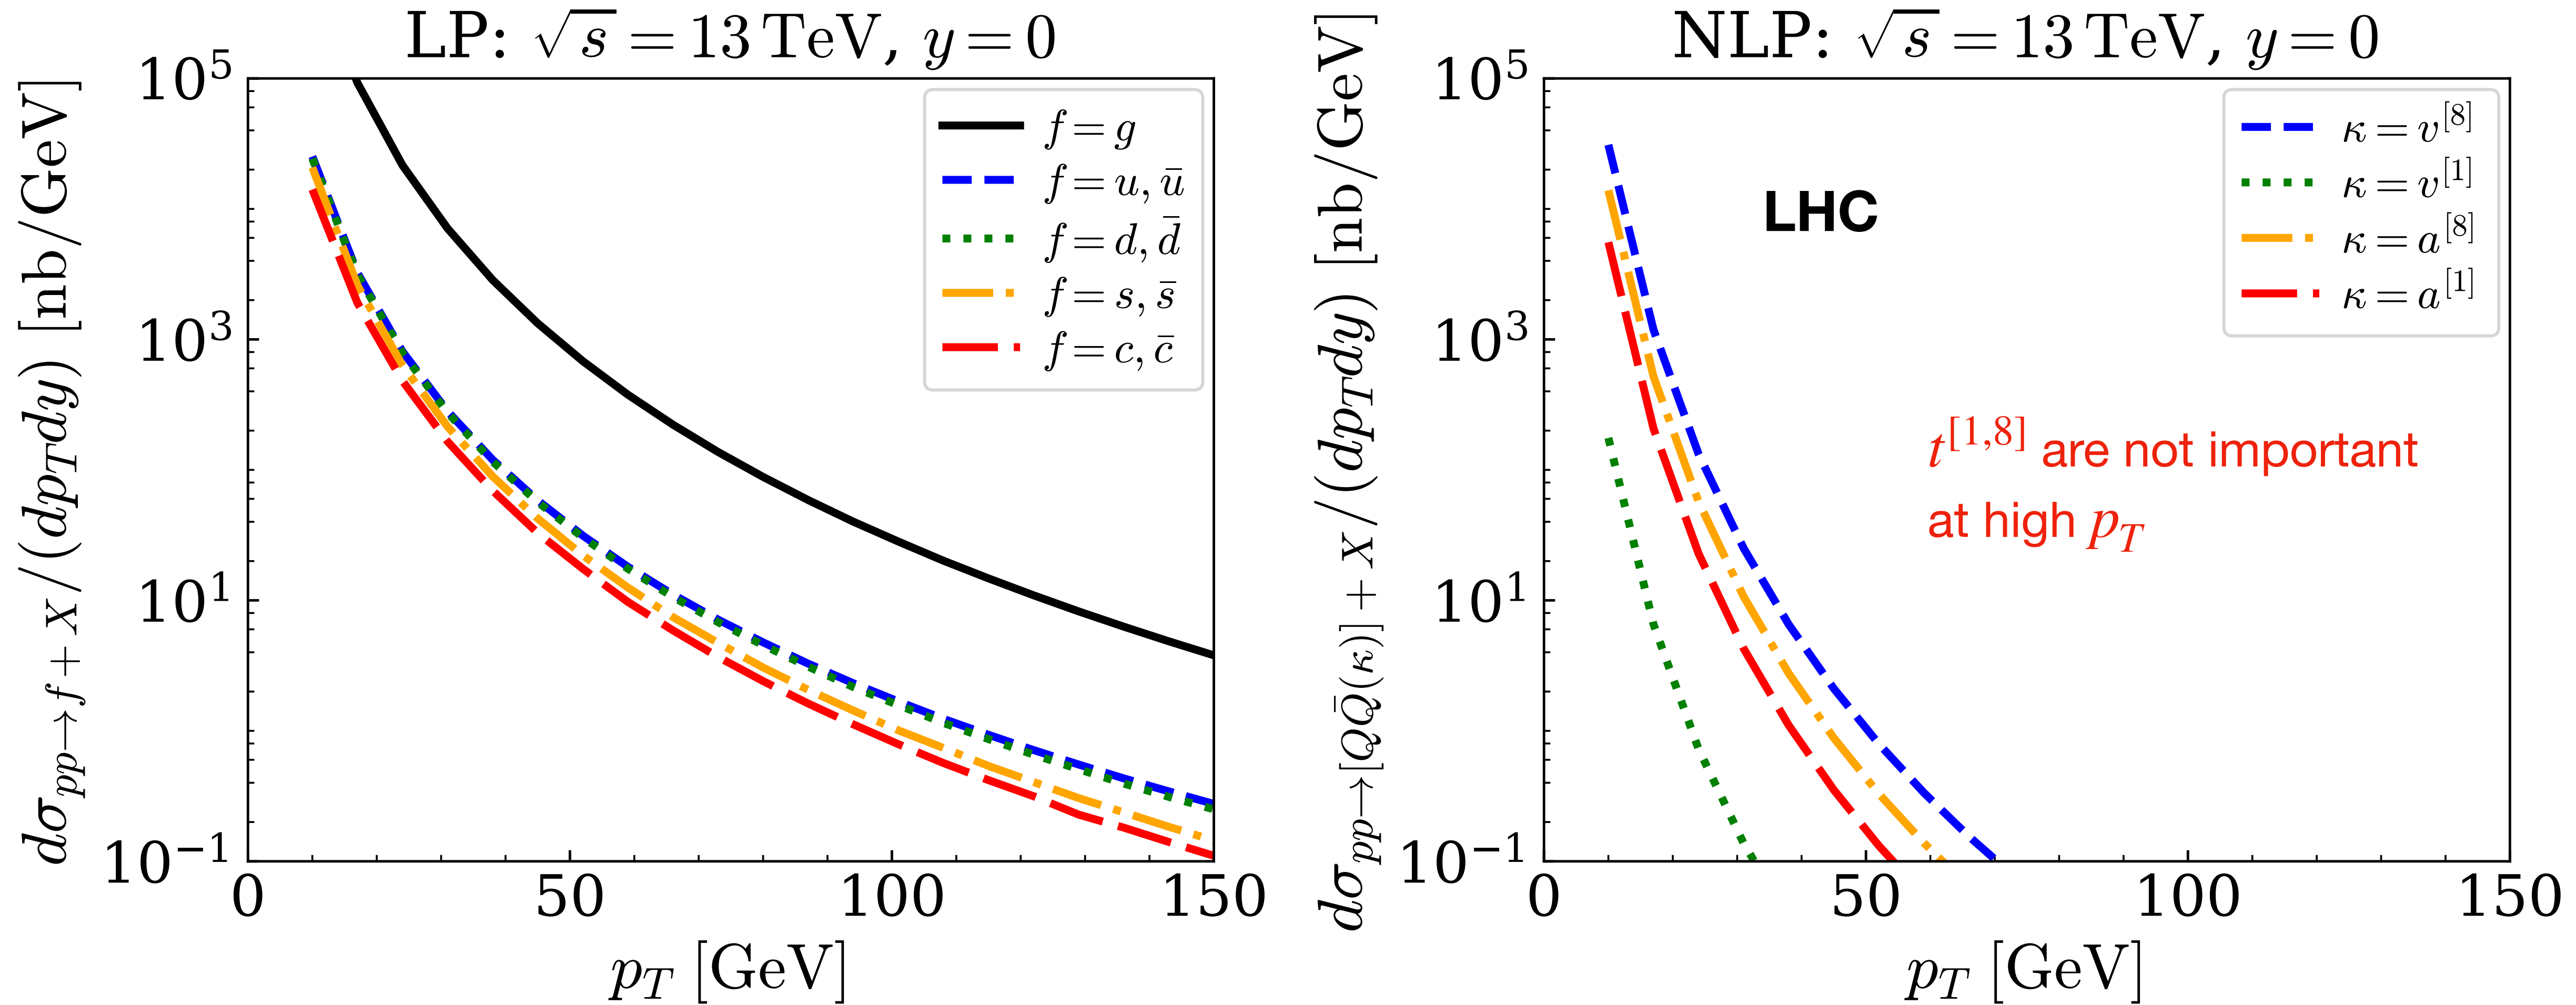 LP: √s = 13 TeV, y = 0
dσ_{pp→f+X}/(dp_T dy) [nb/GeV]
10^5
10^3
10^1
10^{-1}
f = g
f = u, ū
f = d, d̄
f = s, s̄
f = c, c̄
0 50 100 150
p_T [GeV]
NLP: √s = 13 TeV, y = 0
dσ_{pp→[QQ̄(κ)]+X}/(dp_T dy) [nb/GeV]
10^5
10^3
10^1
10^{-1}
κ = v^{[8]}
κ = v^{[1]}
κ = a^{[8]}
κ = a^{[1]}
LHC
t^{[1,8]} are not important
at high p_T
0 50 100 150
p_T [GeV]